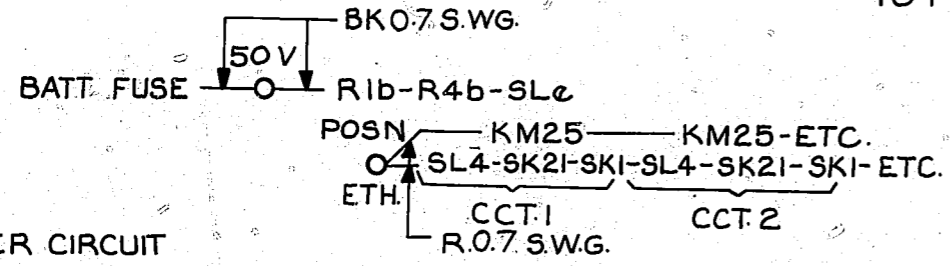 BK 0.7 S.W.G.
50 V
BATT. FUSE R1b-R4b-SLe
POSN KM25 KM25-ETC.
SL4-SK21-SK1-SL4-SK21-SK1-ETC.
ETH.
CCT.1 CCT.2
R.0.7 S.W.G.
ER CIRCUIT